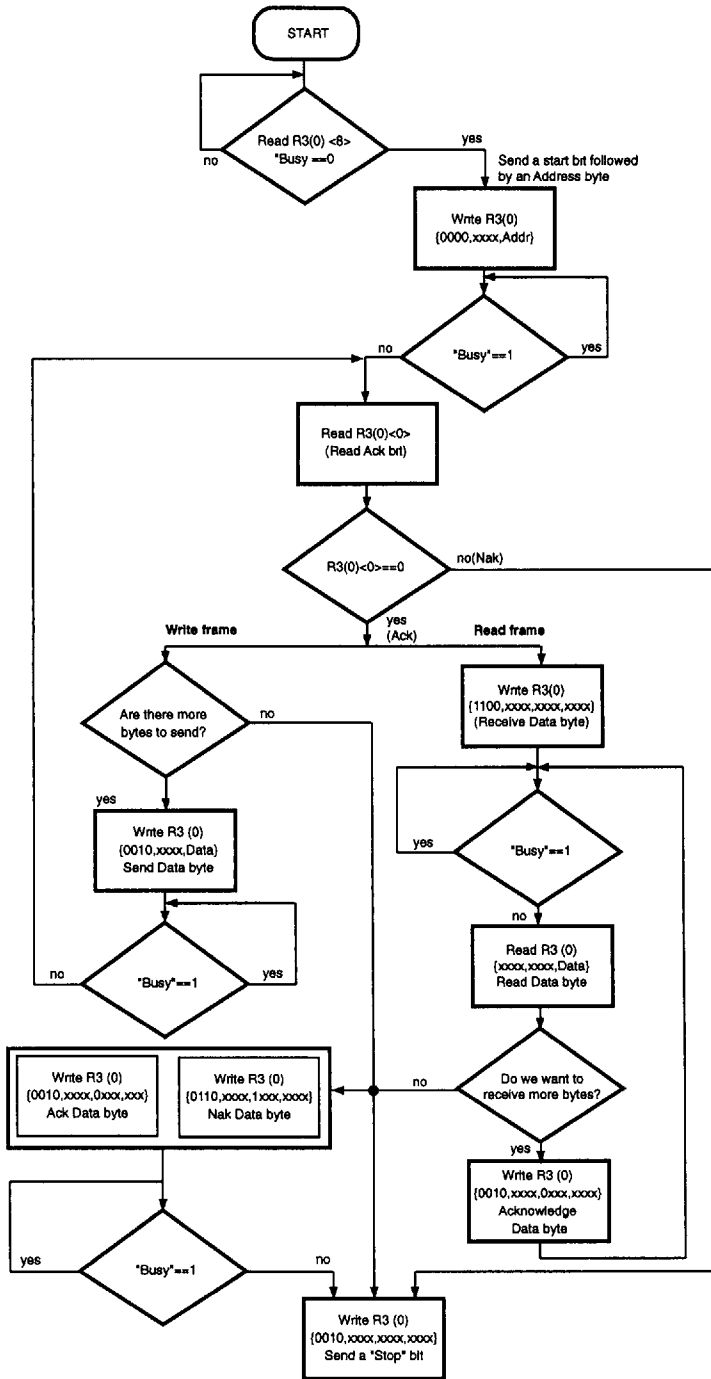 START
Read R3(0) <8>
"Busy ==0
no
yes
Send a start bit followed
by an Address byte
Write R3(0)
{0000,xxxx,Addr}
"Busy"==1
no
yes
Read R3(0)<0>
(Read Ack bit)
R3(0)<0>==0
no(Nak)
yes
(Ack)
Write frame
Read frame
Are there more
bytes to send?
no
yes
Write R3(0)
{1100,xxxx,xxxx,xxxx}
(Receive Data byte)
Write R3 (0)
{0010,xxxx,Data}
Send Data byte
"Busy"==1
yes
no
"Busy"==1
no
yes
Read R3 (0)
{xxxx,xxxx,Data}
Read Data byte
Write R3 (0)
{0010,xxxx,0xxx,xxx}
Ack Data byte
Write R3 (0)
{0110,xxxx,1xxx,xxxx}
Nak Data byte
no
Do we want to
receive more bytes?
yes
Write R3 (0)
{0010,xxxx,0xxx,xxxx}
Acknowledge
Data byte
"Busy"==1
yes
no
Write R3 (0)
{0010,xxxx,xxxx,xxxx}
Send a "Stop" bit